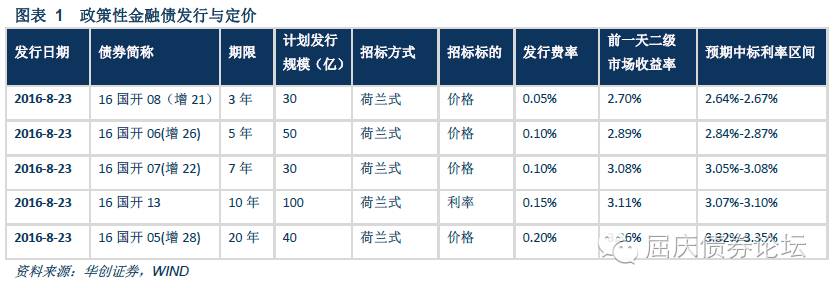 图表 1 政策性金融债发行与定价
发行日期 债券简称 期限 计划发行规模（亿） 招标方式 招标标的 发行费率 前一天二级市场收益率 预期中标利率区间
2016-8-23 16 国开 08（增 21） 3 年 30 荷兰式 价格 0.05% 2.70% 2.64%-2.67%
2016-8-23 16 国开 06(增 26) 5 年 50 荷兰式 价格 0.10% 2.89% 2.84%-2.87%
2016-8-23 16 国开 07(增 22) 7 年 30 荷兰式 价格 0.10% 3.08% 3.05%-3.08%
2016-8-23 16 国开 13 10 年 100 荷兰式 利率 0.15% 3.11% 3.07%-3.10%
2016-8-23 16 国开 05(增 28) 20 年 40 荷兰式 价格 0.20% 3.32%-3.35%
屈庆债券论坛
资料来源：华创证券，WIND